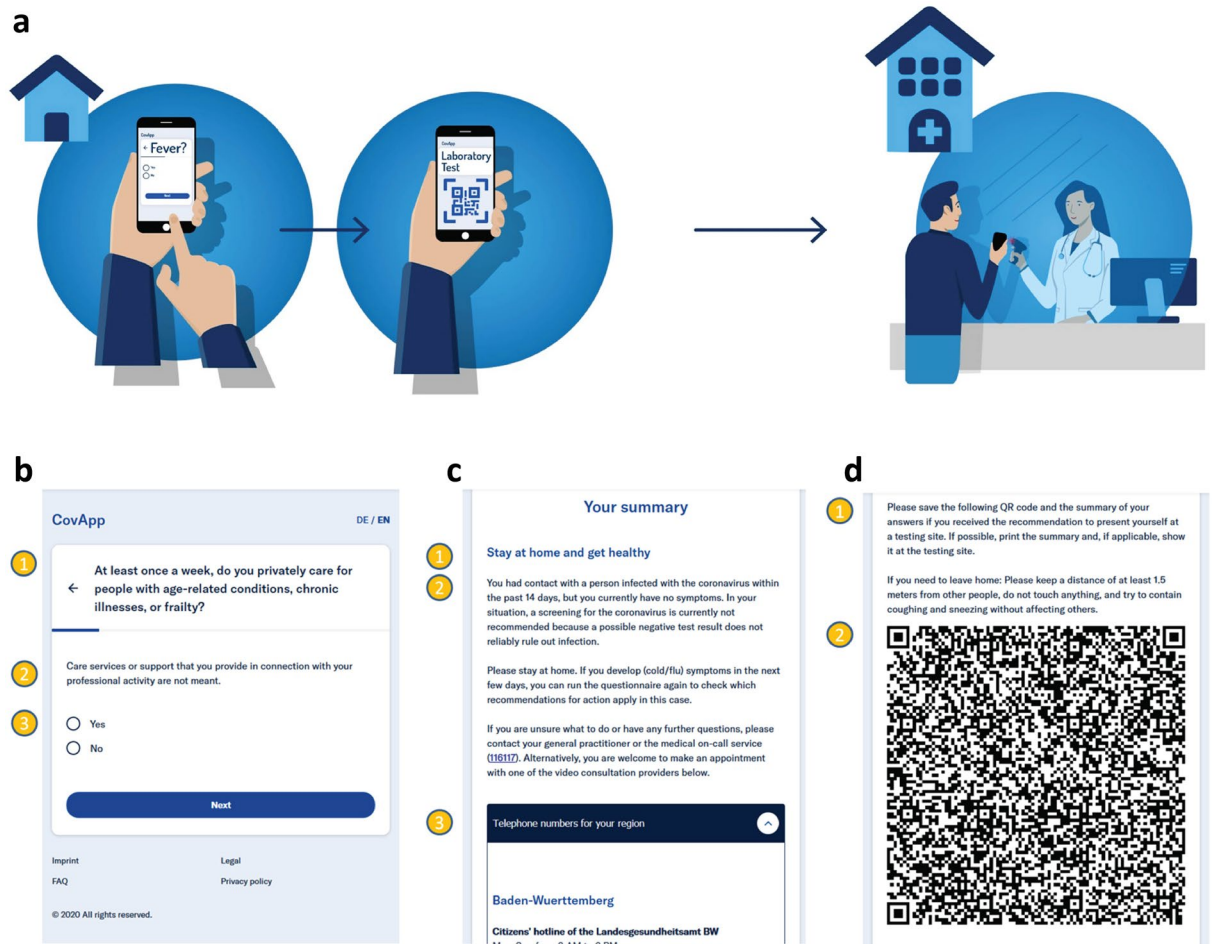 a
CovApp
← Fever?
Yes
No
Next
CovApp
Laboratory
Test
b
CovApp
DE / EN
1
At least once a week, do you privately care for
people with age-related conditions, chronic
illnesses, or frailty?
2
Care services or support that you provide in connection with your
professional activity are not meant.
3
Yes
No
Next
Imprint
Legal
FAQ
Privacy policy
© 2020 All rights reserved.
c
Your summary
1
Stay at home and get healthy
2
You had contact with a person infected with the coronavirus within
the past 14 days, but you currently have no symptoms. In your
situation, a screening for the coronavirus is currently not
recommended because a possible negative test result does not
reliably rule out infection.
Please stay at home. If you develop (cold/flu) symptoms in the next
few days, you can run the questionnaire again to check which
recommendations for action apply in this case.
If you are unsure what to do or have any further questions, please
contact your general practitioner or the medical on-call service
(116117). Alternatively, you are welcome to make an appointment
with one of the video consultation providers below.
3
Telephone numbers for your region
Baden-Wuerttemberg
Citizens' hotline of the Landesgesundheitsamt BW
d
1
Please save the following QR code and the summary of your
answers if you received the recommendation to present yourself at
a testing site. If possible, print the summary and, if applicable, show
it at the testing site.
If you need to leave home: Please keep a distance of at least 1.5
meters from other people, do not touch anything, and try to contain
coughing and sneezing without affecting others.
2